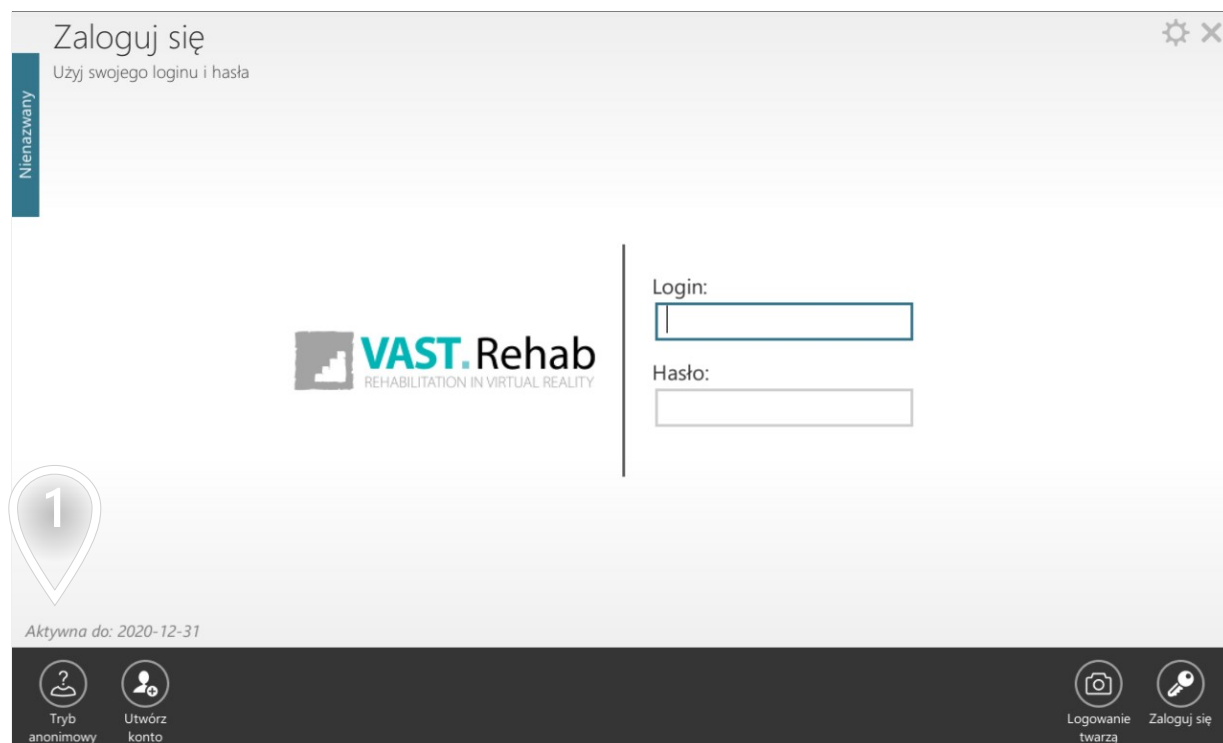 Zaloguj się
Użyj swojego loginu i hasła
Nienazwany
Login:
VAST.Rehab
REHABILITATION IN VIRTUAL REALITY
Hasło:
1
Aktywna do: 2020-12-31
Tryb
anonimowy
Utwórz
konto
Logowanie
twarzą
Zaloguj się